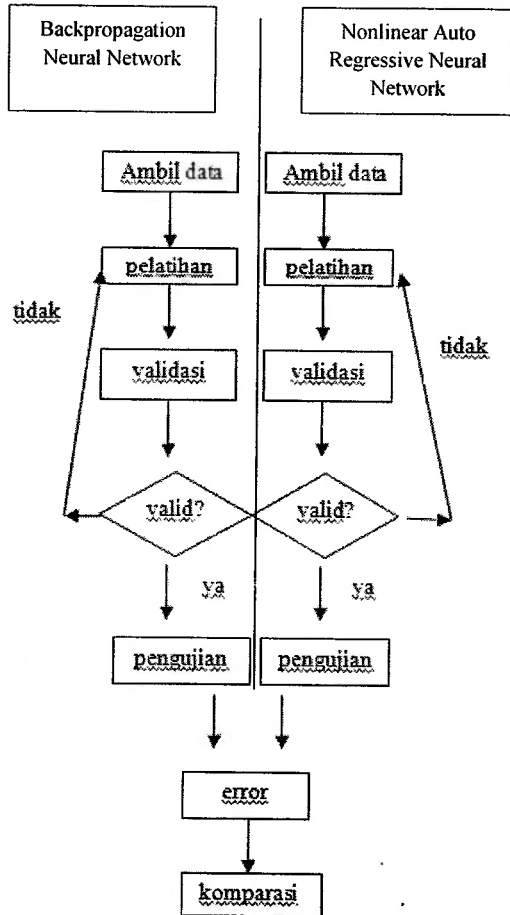 Backpropagation
Neural Network
Nonlinear Auto
Regressive Neural
Network
Ambil data
Ambil data
pelatihan
pelatihan
tidak
tidak
validasi
validasi
valid?
valid?
ya
ya
pengujian
pengujian
error
komparasi